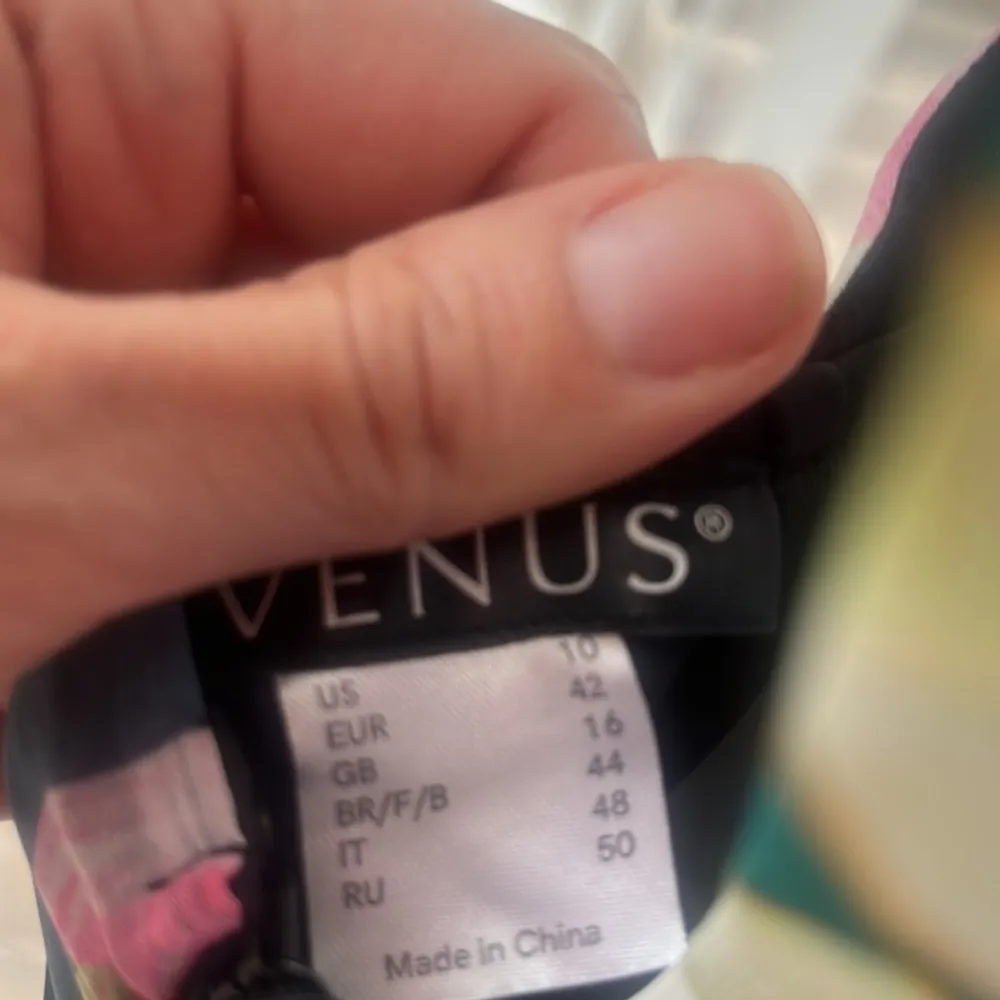 VENUS®
US 10
EUR 42
GB 16
BR/F/B 44
IT 48
RU 50
Made in China